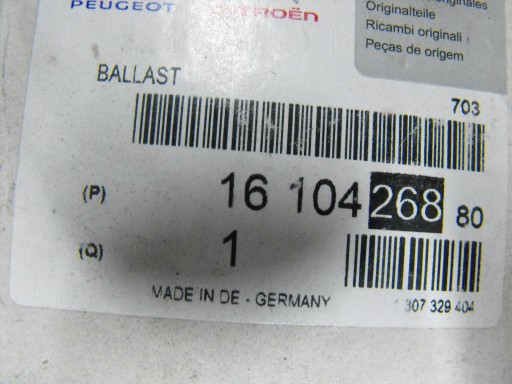 PEUGEOT CITROËN
Originalteile
Ricambi originali
Peças de origem
BALLAST
703
(P) 16 104 268 80
(Q) 1
MADE IN DE - GERMANY
307 329 404